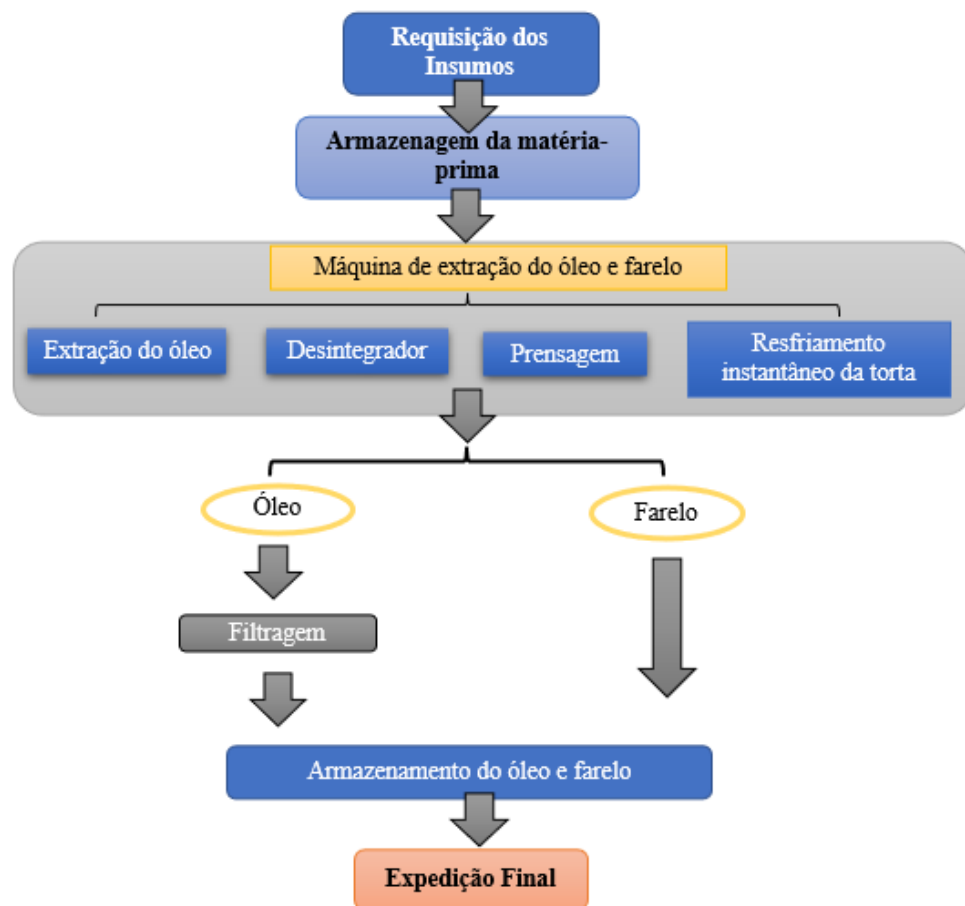 Requisição dos
Insumos
Armazenagem da matéria-
prima
Máquina de extração do óleo e farelo
Extração do óleo
Desintegrador
Prensagem
Resfriamento
instantâneo da torta
Óleo
Farelo
Filtragem
Armazenamento do óleo e farelo
Expedição Final